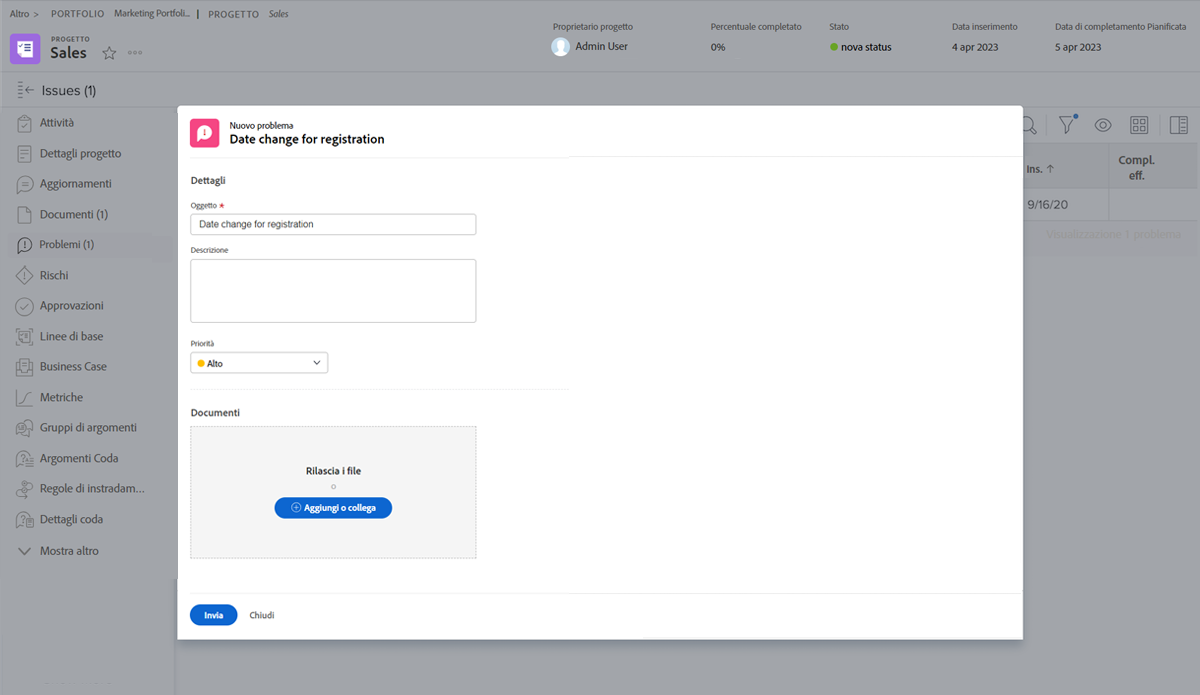 Altro > PORTFOLIO Marketing Portfoli... | PROGETTO Sales
PROGETTO
Sales
Proprietario progetto
Admin User
Percentuale completato
0%
Stato
nova status
Data inserimento
4 apr 2023
Data di completamento Pianificata
5 apr 2023
Issues (1)
Attività
Dettagli progetto
Aggiornamenti
Documenti (1)
Problemi (1)
Rischi
Approvazioni
Linee di base
Business Case
Metriche
Gruppi di argomenti
Argomenti Coda
Regole di instradam...
Dettagli coda
Mostra altro
Nuovo problema
Date change for registration
Dettagli
Oggetto *
Date change for registration
Descrizione
Priorità
Alto
Documenti
Rilascia i file
o
Aggiungi o collega
Invia Chiudi
Ins. ↑
Compl.
eff.
9/16/20
Visualizzazione 1 problema